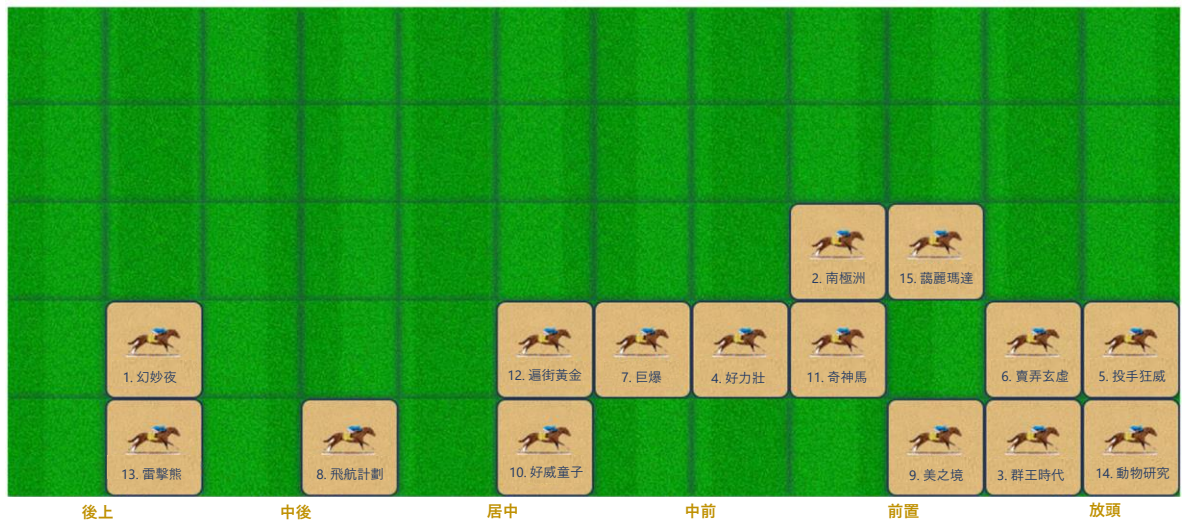 2. 南極洲
15. 藹麗瑪達
1. 幻妙夜
12. 遍街黃金
7. 巨爆
4. 好力壯
11. 奇神馬
6. 賣弄玄虛
5. 投手狂威
13. 雷擊熊
8. 飛航計劃
10. 好威童子
9. 美之境
3. 群王時代
14. 動物研究
後上
中後
居中
中前
前置
放頭